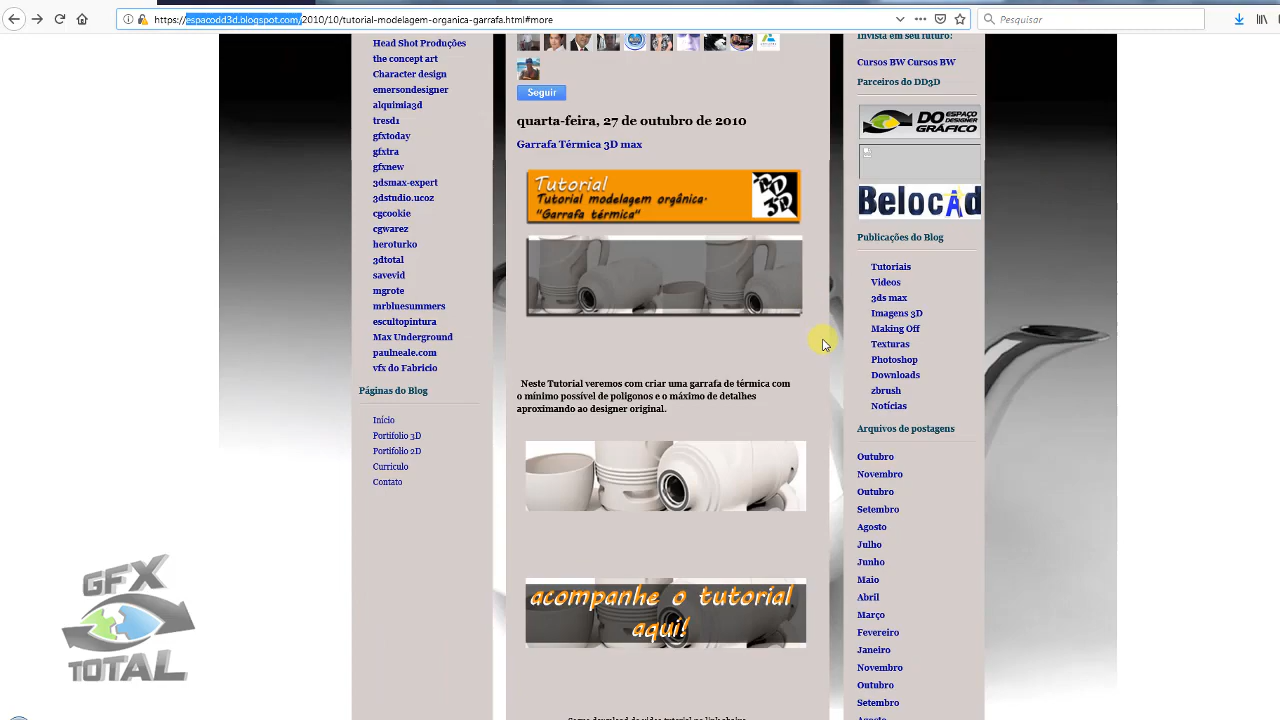 https://espacodd3d.blogspot.com/2010/10/tutorial-modelagem-organica-garrafa.html#more
Pesquisar
Head Shot Produções
the concept art
Character design
emersondesigner
alquimia3d
tresd1
gfxtoday
gfxtra
gfxnew
3dsmax-expert
3dstudio.ucoz
cgcookie
cgwarez
heroturko
3dtotal
savevid
mgrote
mrbluesummers
escultopintura
Max Underground
paulneale.com
vfx do Fabricio
Páginas do Blog
Início
Portifolio 3D
Portifolio 2D
Currículo
Contato
GFX
TOTAL
Seguir
quarta-feira, 27 de outubro de 2010
Garrafa Térmica 3D max
Tutorial
Tutorial modelagem orgânica.
"Garrafa térmica"
DD
3D
Neste Tutorial veremos com criar uma garrafa de térmica com
o mínimo possível de polígonos e o máximo de detalhes
aproximando ao designer original.
acompanhe o tutorial
aqui!
Invista em seu futuro!
Cursos BW Cursos BW
Parceiros do DD3D
DO ESPAÇO
DESIGNER
GRÁFICO
Belocad
Publicações do Blog
Tutoriais
Videos
3ds max
Imagens 3D
Making Off
Texturas
Photoshop
Downloads
zbrush
Notícias
Arquivos de postagens
Outubro
Novembro
Outubro
Setembro
Agosto
Julho
Junho
Maio
Abril
Março
Fevereiro
Janeiro
Novembro
Outubro
Setembro
Agosto